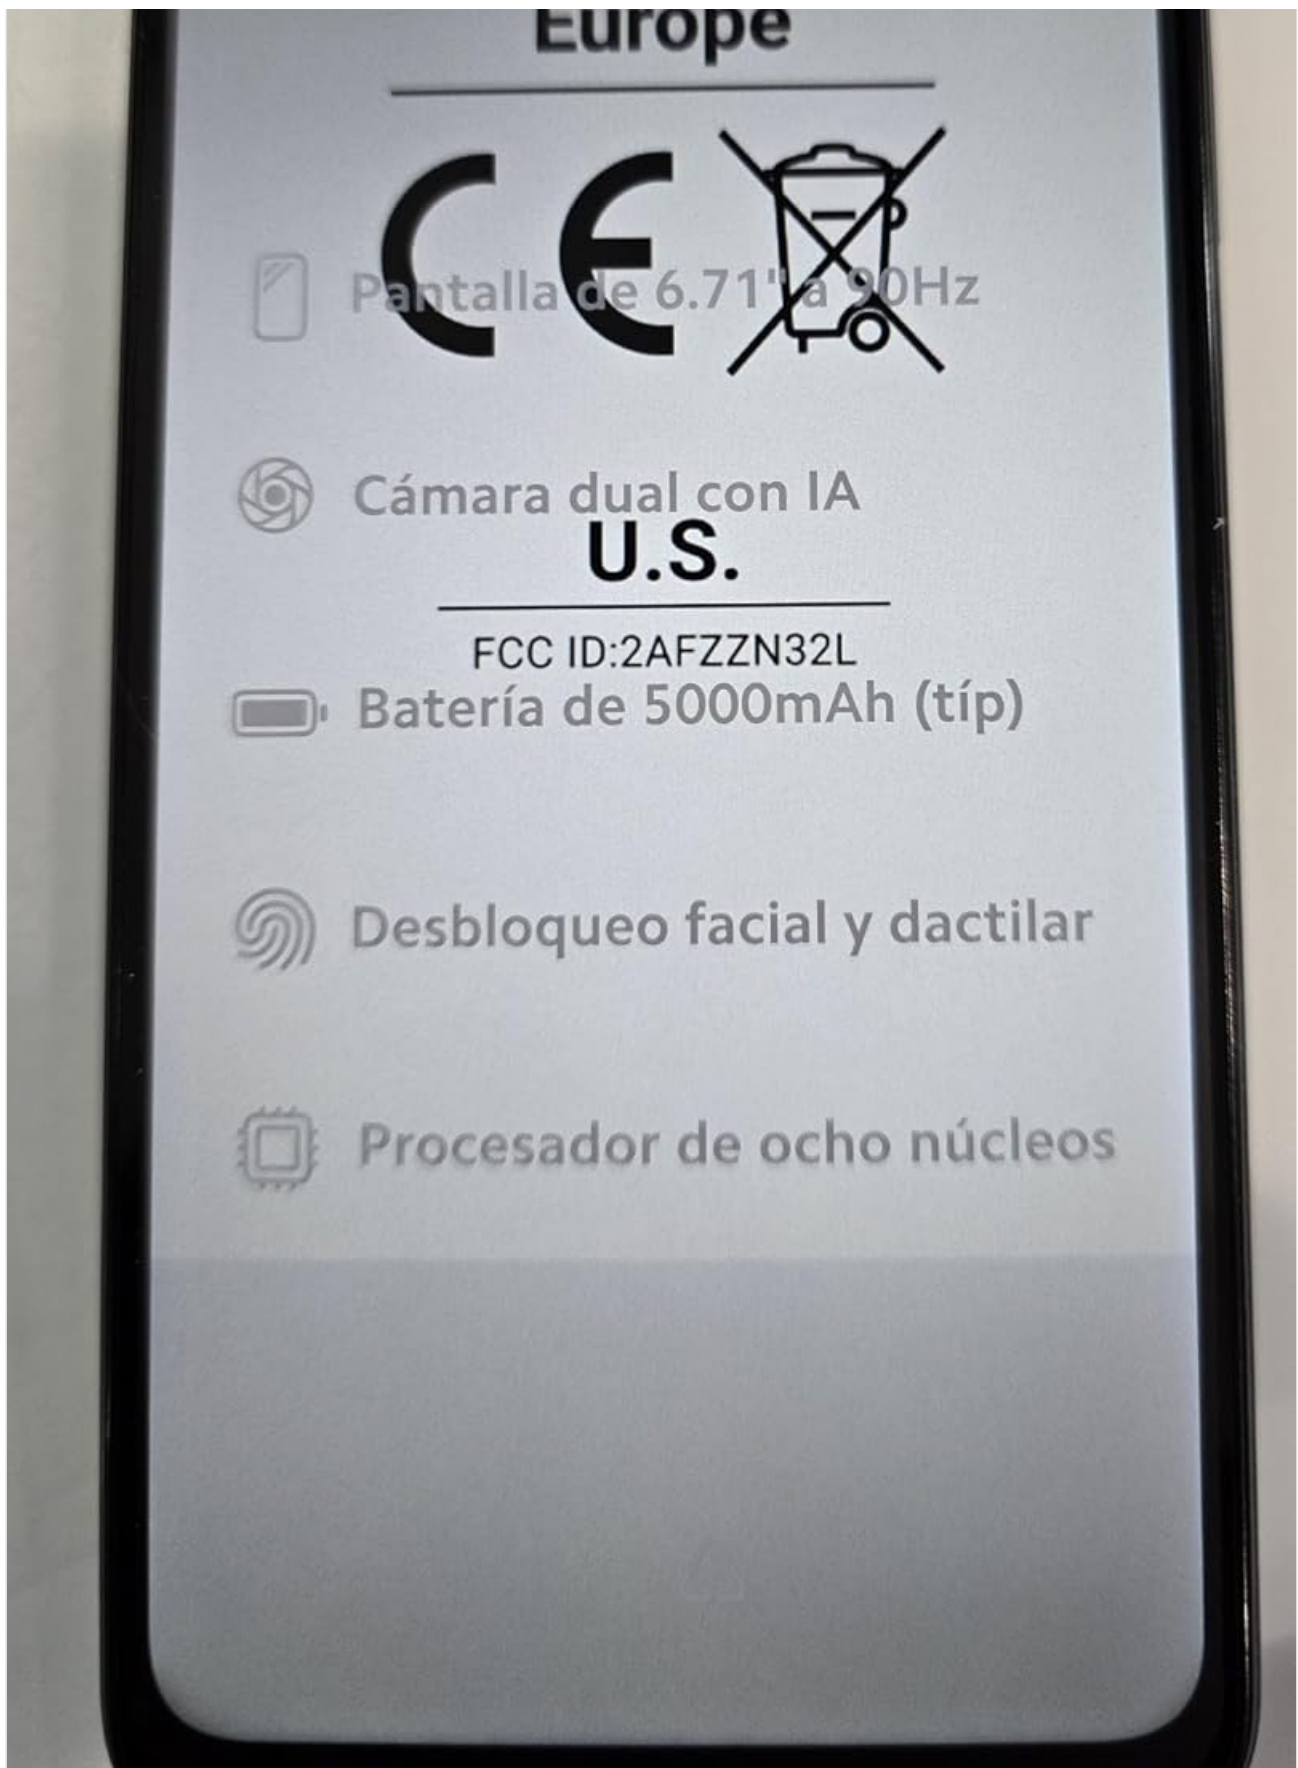 Europe
CE
Pantalla de 6.71" a 90Hz
Cámara dual con IA
U.S.
FCC ID:2AFZZN32L
Batería de 5000mAh (típ)
Desbloqueo facial y dactilar
Procesador de ocho núcleos